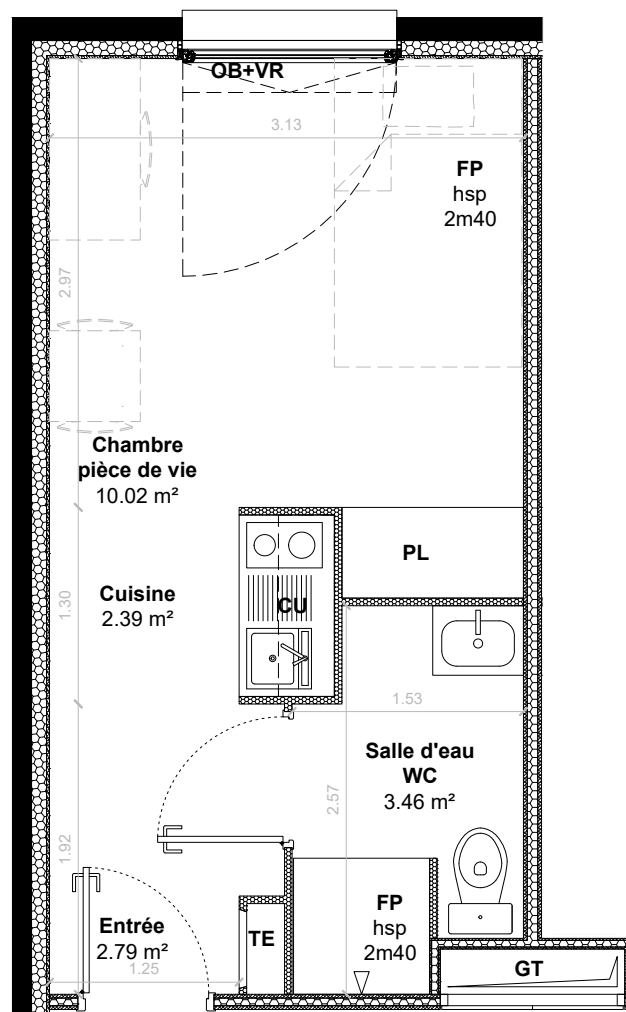 OB+VR
3.13
FP
hsp
2m40
2.97
Chambre
pièce de vie
10.02 m²
PL
Cuisine
2.39 m²
CU
1.30
1.53
Salle d'eau
WC
3.46 m²
2.57
1.92
Entrée
2.79 m²
TE
FP
hsp
2m40
1.25
GT